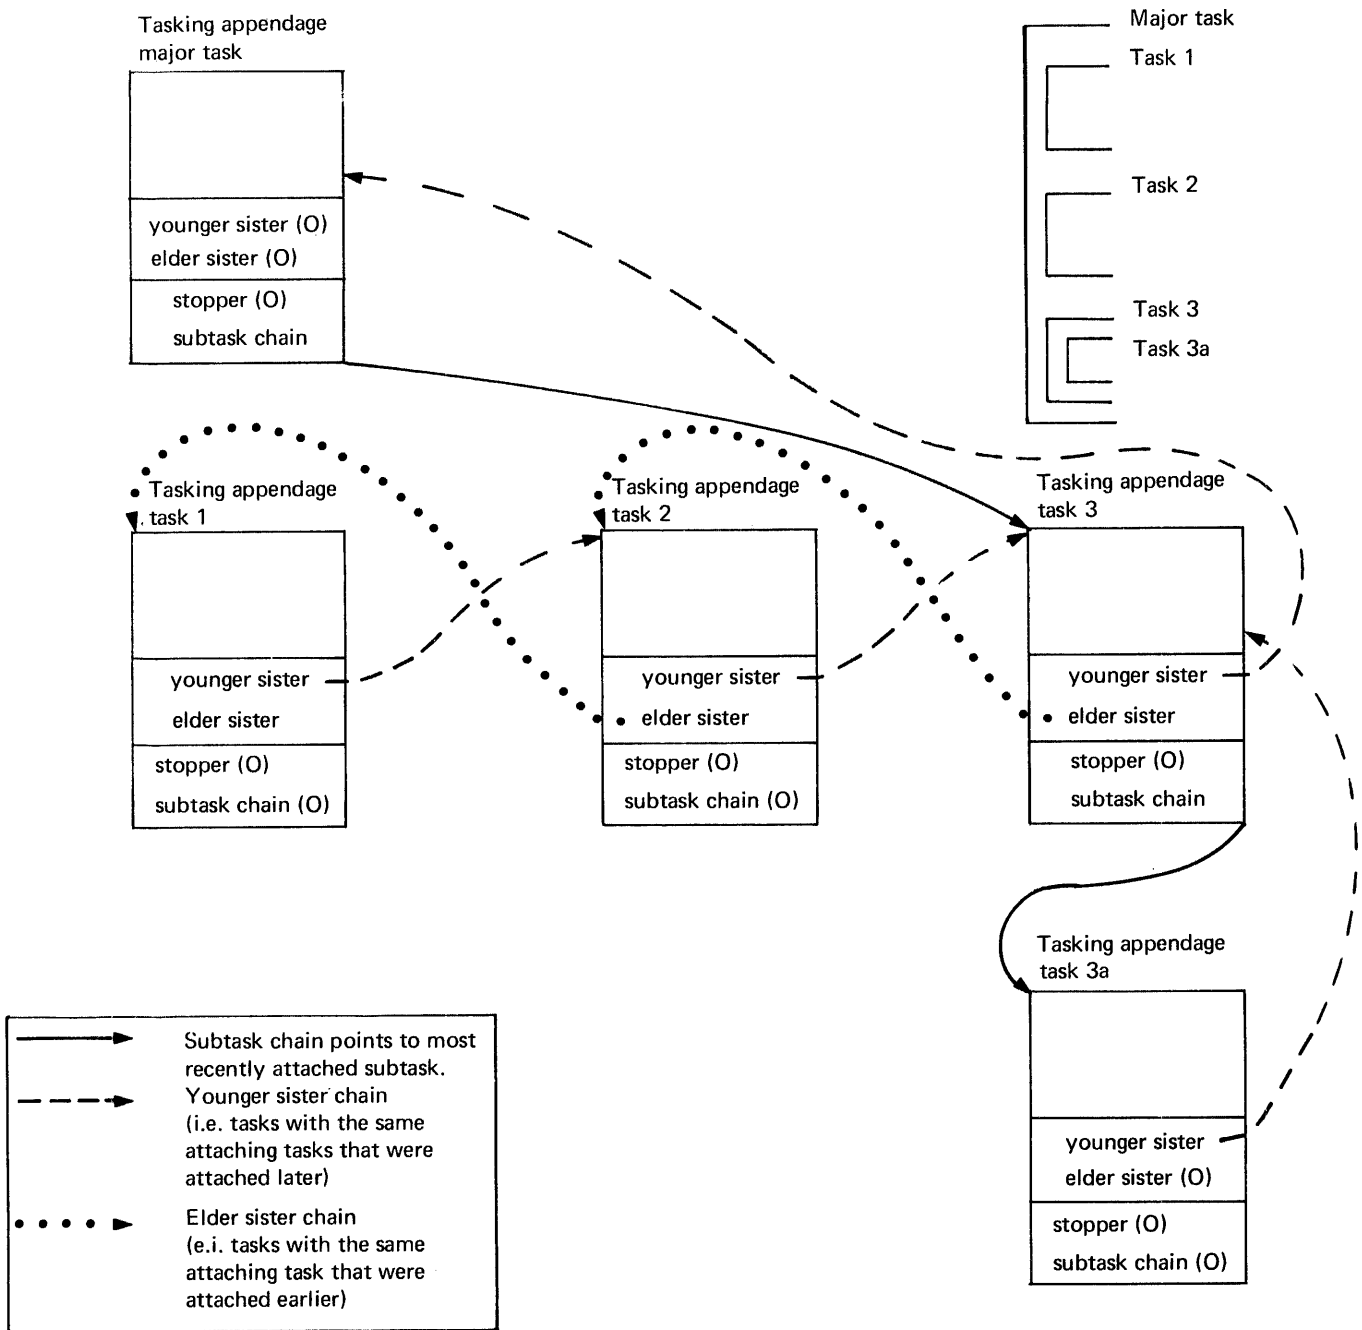 Tasking appendage
major task
younger sister (O)
elder sister (O)
stopper (O)
subtask chain
Major task
Task 1
Task 2
Task 3
Task 3a
Tasking appendage
task 1
younger sister
elder sister
stopper (O)
subtask chain (O)
Tasking appendage
task 2
younger sister
elder sister
stopper (O)
subtask chain (O)
Tasking appendage
task 3
younger sister
elder sister
stopper (O)
subtask chain
Tasking appendage
task 3a
younger sister
elder sister (O)
stopper (O)
subtask chain (O)
Subtask chain points to most
recently attached subtask.
Younger sister chain
(i.e. tasks with the same
attaching tasks that were
attached later)
Elder sister chain
(e.i. tasks with the same
attaching task that were
attached earlier)